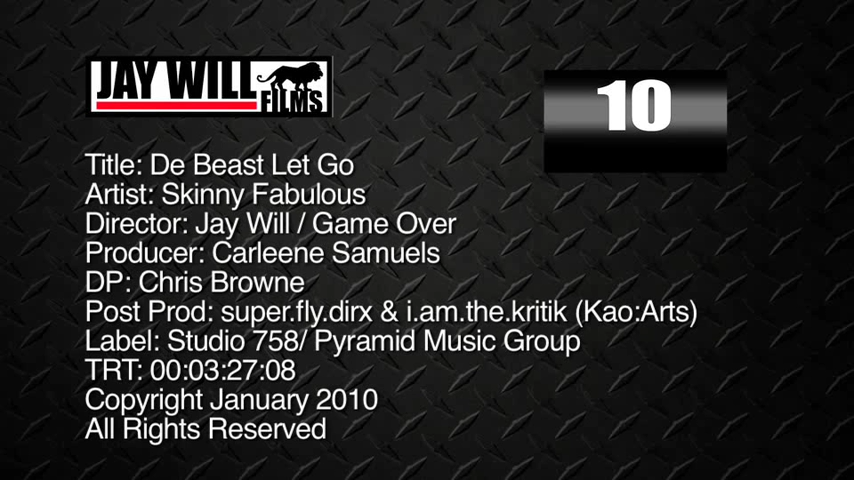 JAY WILL
FILMS
10
Title: De Beast Let Go
Artist: Skinny Fabulous
Director: Jay Will / Game Over
Producer: Carleene Samuels
DP: Chris Browne
Post Prod: super.fly.dirx & i.am.the.kritik (Kao:Arts)
Label: Studio 758/ Pyramid Music Group
TRT: 00:03:27:08
Copyright January 2010
All Rights Reserved